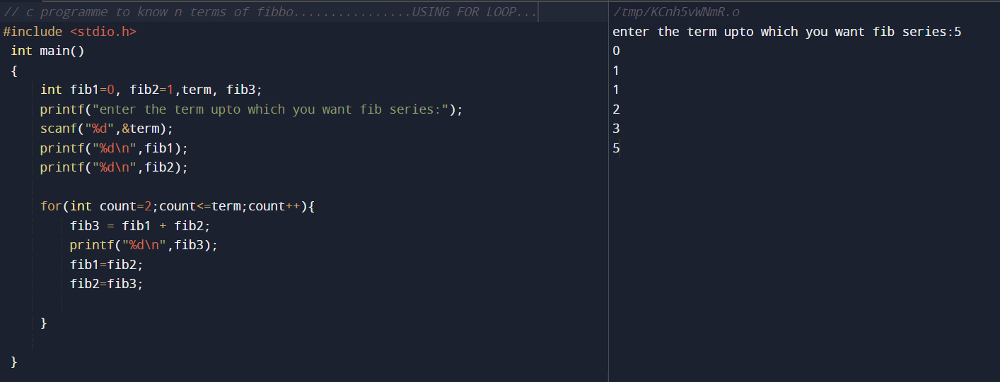 // c programme to know n terms of fibbo................USING FOR LOOP...
#include <stdio.h>
int main()
{
int fib1=0, fib2=1,term, fib3;
printf("enter the term upto which you want fib series:");
scanf("%d",&term);
printf("%d\n",fib1);
printf("%d\n",fib2);
for(int count=2;count<=term;count++){
fib3 = fib1 + fib2;
printf("%d\n",fib3);
fib1=fib2;
fib2=fib3;
}
}
/tmp/KCnh5vWNmR.o
enter the term upto which you want fib series:5
0
1
1
2
3
5